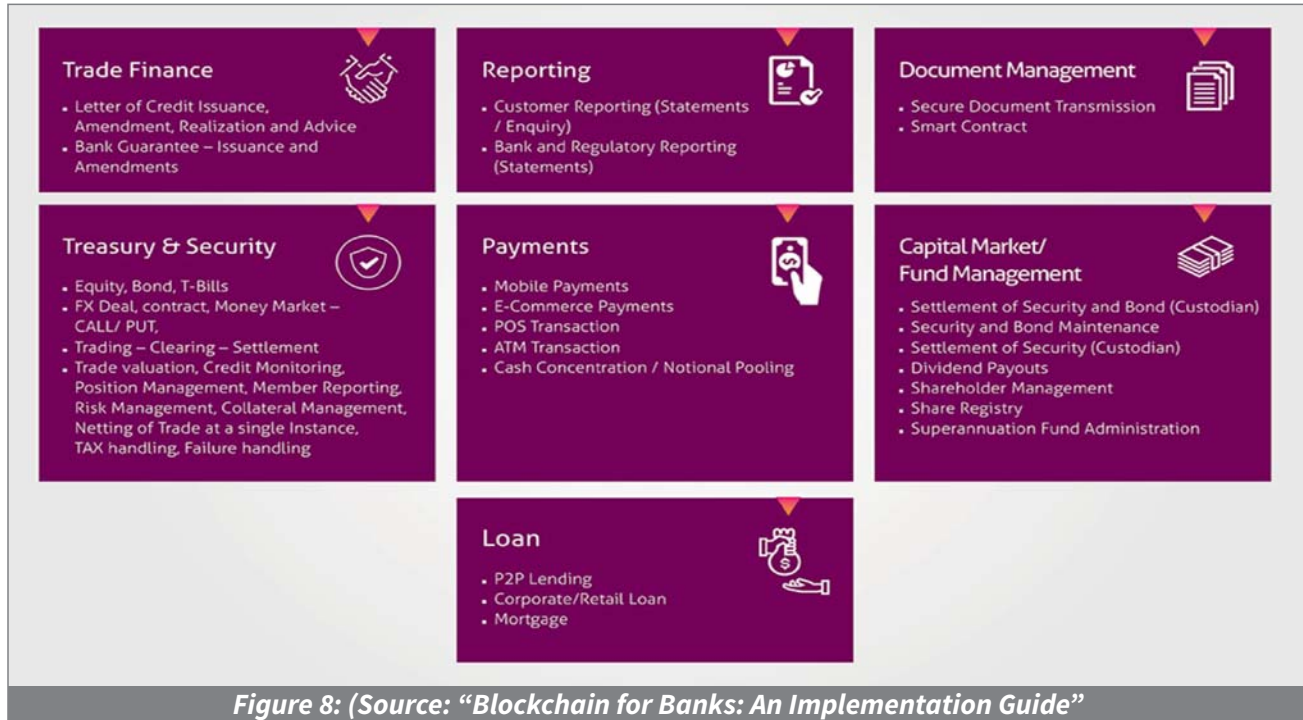 Trade Finance
• Letter of Credit Issuance,
Amendment, Realization and Advice
• Bank Guarantee – Issuance and
Amendments
Reporting
• Customer Reporting (Statements
/ Enquiry)
• Bank and Regulatory Reporting
(Statements)
Document Management
• Secure Document Transmission
• Smart Contract
Treasury & Security
• Equity, Bond, T-Bills
• FX Deal, contract, Money Market –
CALL/ PUT,
• Trading – Clearing – Settlement
• Trade valuation, Credit Monitoring,
Position Management, Member Reporting,
Risk Management, Collateral Management,
Netting of Trade at a single Instance,
TAX handling, Failure handling
Payments
• Mobile Payments
• E-Commerce Payments
• POS Transaction
• ATM Transaction
• Cash Concentration / Notional Pooling
Capital Market/
Fund Management
• Settlement of Security and Bond (Custodian)
• Security and Bond Maintenance
• Settlement of Security (Custodian)
• Dividend Payouts
• Shareholder Management
• Share Registry
• Superannuation Fund Administration
Loan
• P2P Lending
• Corporate/Retail Loan
• Mortgage
Figure 8: (Source: “Blockchain for Banks: An Implementation Guide”